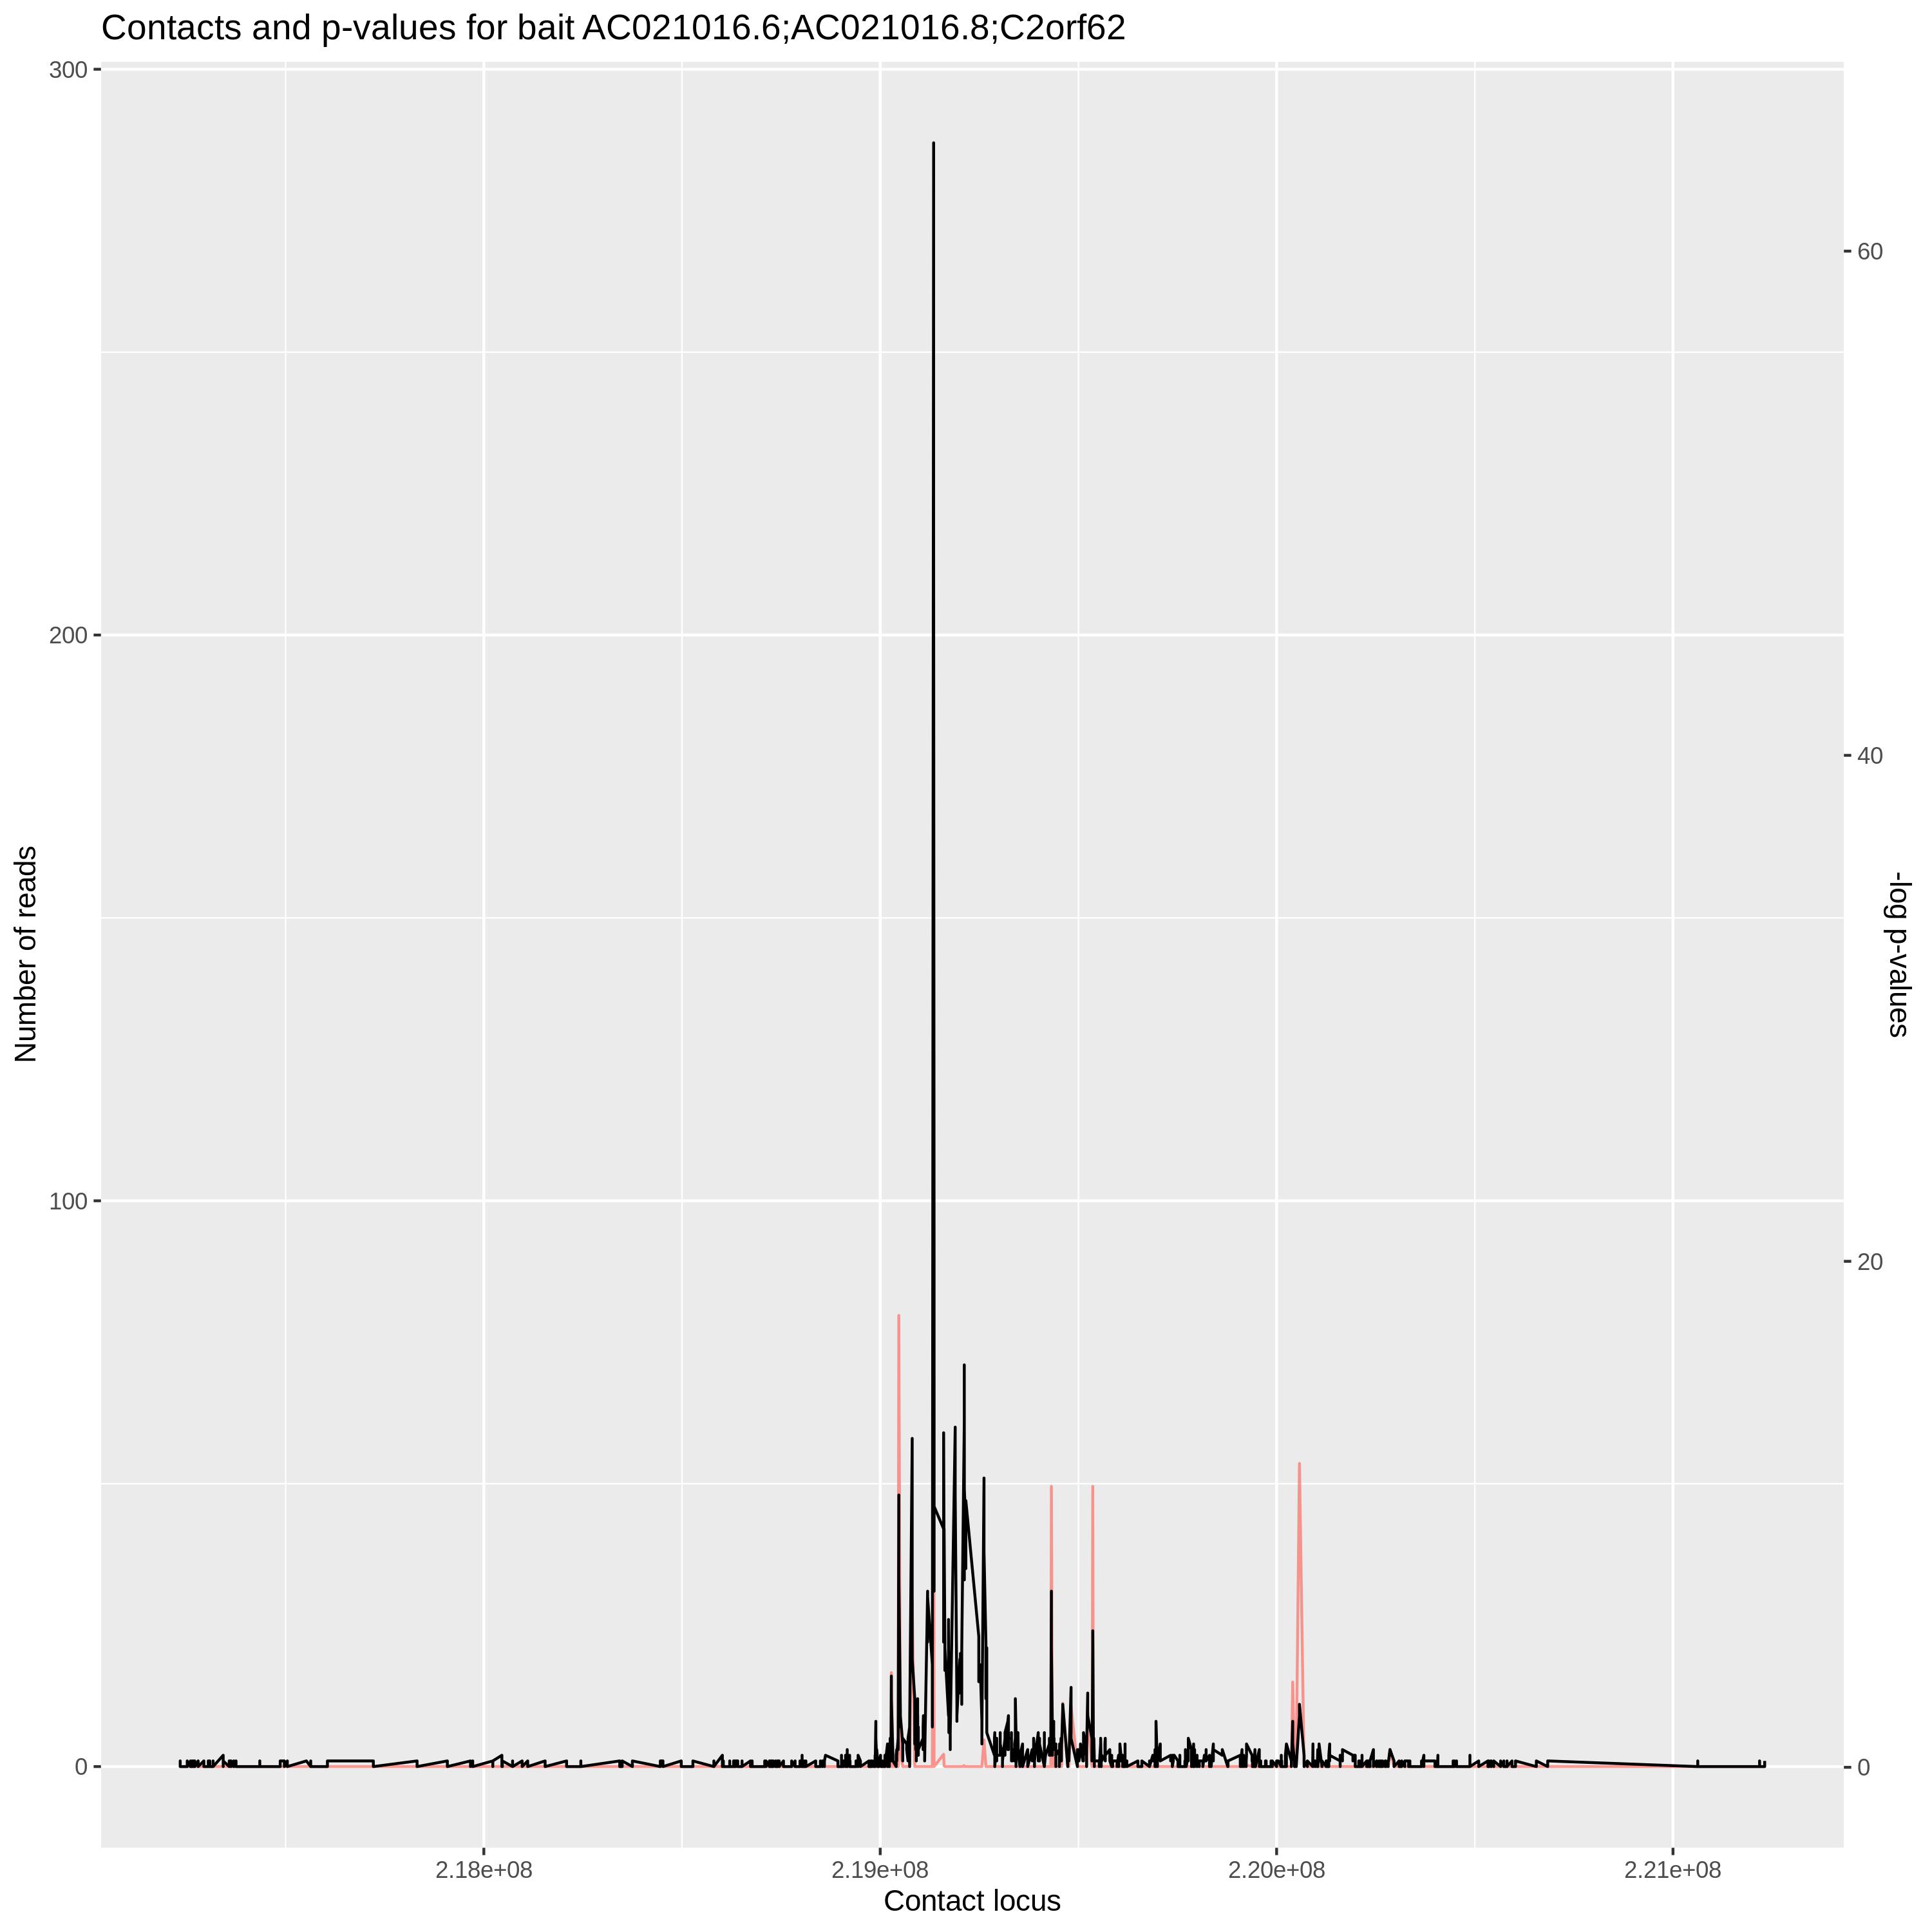 Contacts and p-values for bait AC021016.6;AC021016.8;C2orf62
300
200
100
0
Number of reads
60
40
20
0
-log p-values
2.18e+08 2.19e+08 2.20e+08 2.21e+08
Contact locus